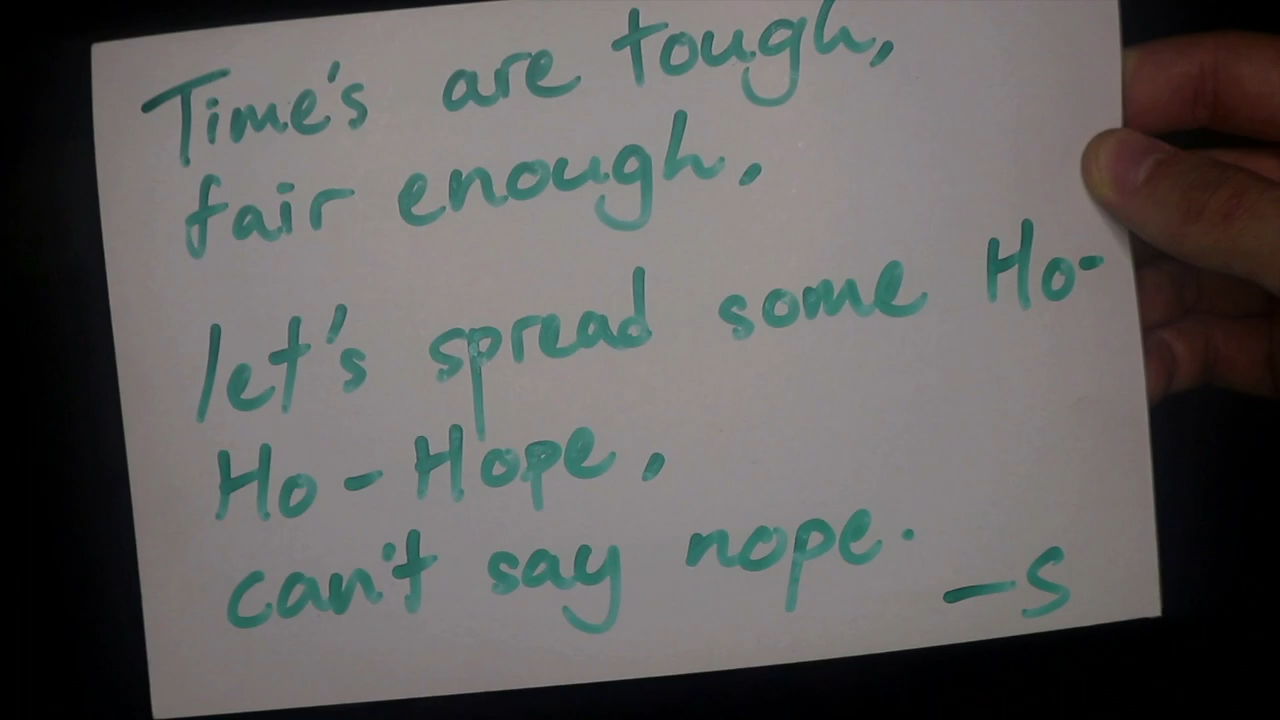 Time's are tough,
fair enough,
let's spread some Ho-
Ho-Hope,
can't say nope.
-S